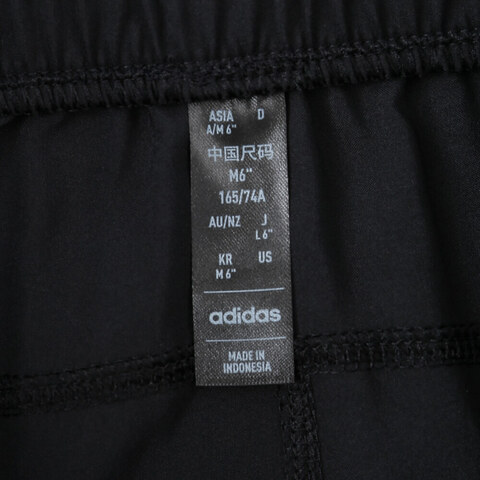 ASIA D
A/M 6"
中国尺码
M6"
165/74A
AU/NZ J
L 6"
KR US
M 6"
adidas
MADE IN
INDONESIA